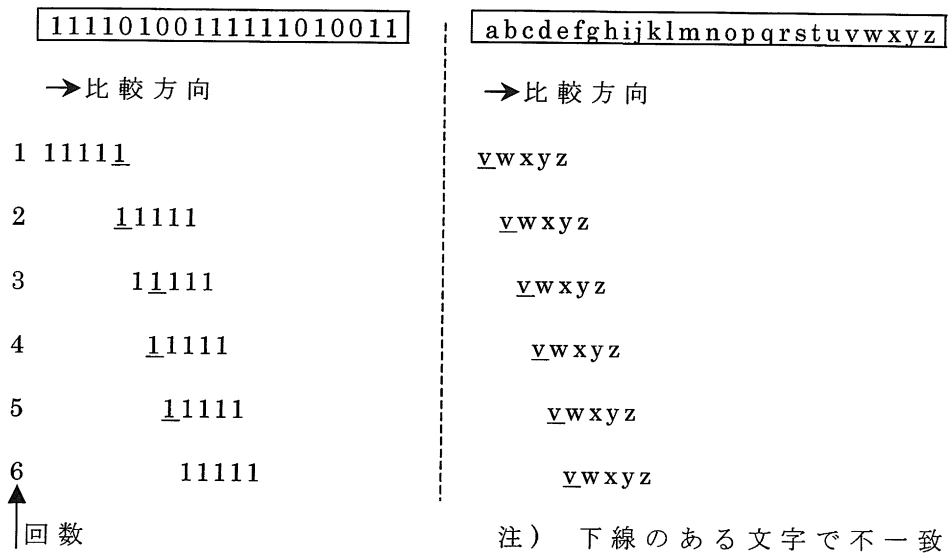 111101001111111010011 abcdefghijklmnopqrstuvwxyz
→比較方向 →比較方向
1 11111 vwxyz
2 11111 vwxyz
3 11111 vwxyz
4 11111 vwxyz
5 11111 vwxyz
6 11111 vwxyz
回数 注) 下線のある文字で不一致